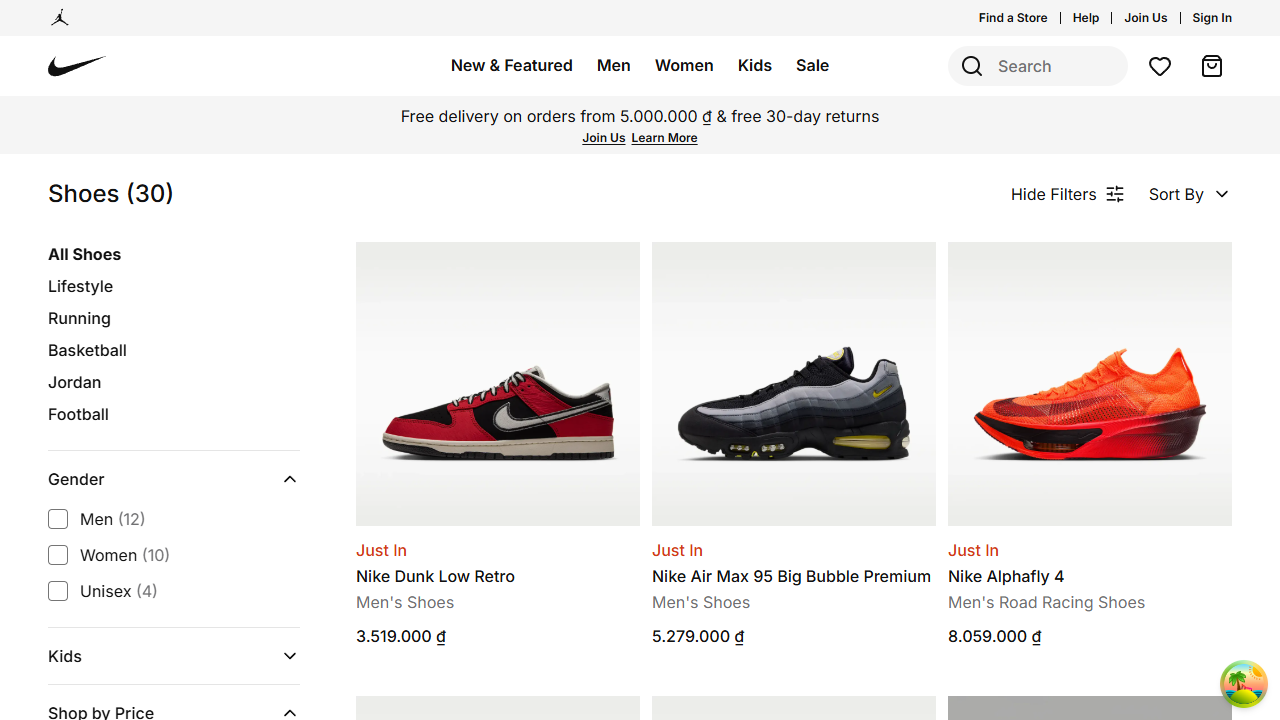 Find a Store
Help
Join Us
Sign In
New & Featured
Men
Women
Kids
Sale
Search
Free delivery on orders from 5.000.000 ₫ & free 30-day returns
Join Us Learn More
Shoes (30)
Hide Filters
Sort By
All Shoes
Lifestyle
Running
Basketball
Jordan
Football
Gender
Men (12)
Women (10)
Unisex (4)
Kids
Shop by Price
Just In
Nike Dunk Low Retro
Men's Shoes
3.519.000 ₫
Just In
Nike Air Max 95 Big Bubble Premium
Men's Shoes
5.279.000 ₫
Just In
Nike Alphafly 4
Men's Road Racing Shoes
8.059.000 ₫